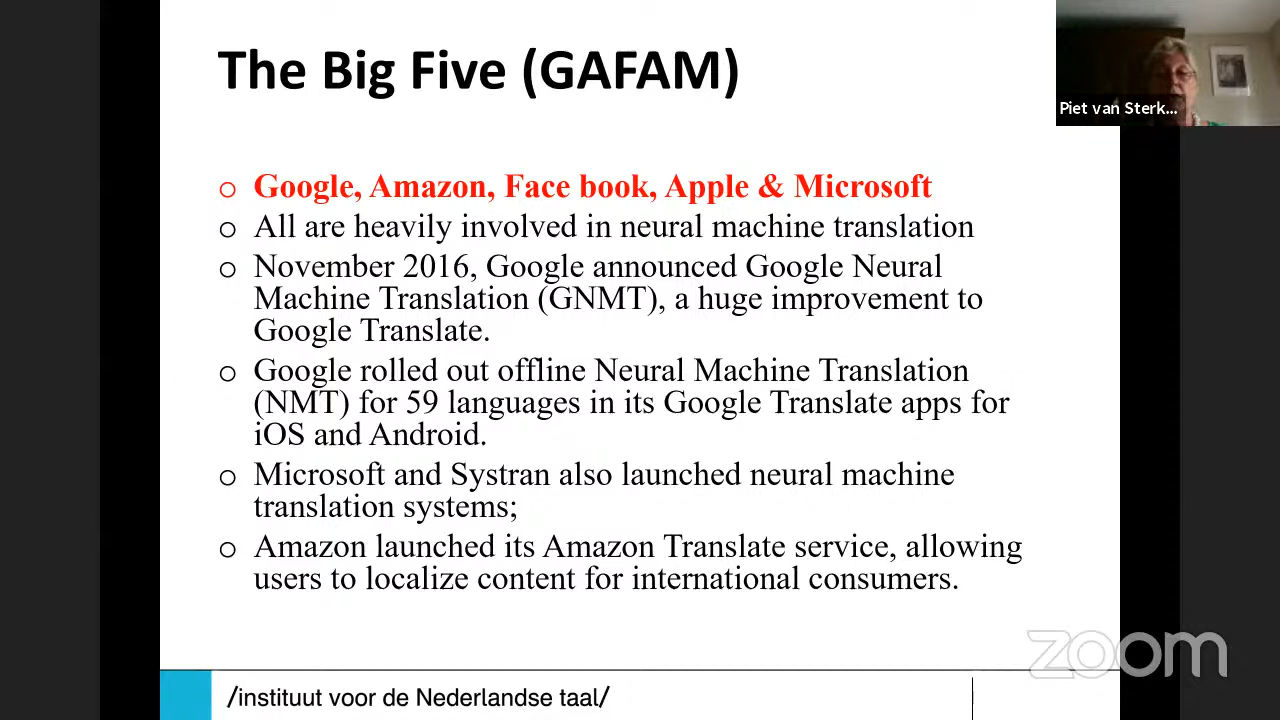 The Big Five (GAFAM)
Piet van Sterk...
o Google, Amazon, Face book, Apple & Microsoft
o All are heavily involved in neural machine translation
o November 2016, Google announced Google Neural
Machine Translation (GNMT), a huge improvement to
Google Translate.
o Google rolled out offline Neural Machine Translation
(NMT) for 59 languages in its Google Translate apps for
iOS and Android.
o Microsoft and Systran also launched neural machine
translation systems;
o Amazon launched its Amazon Translate service, allowing
users to localize content for international consumers.
zoom
/instituut voor de Nederlandse taal/